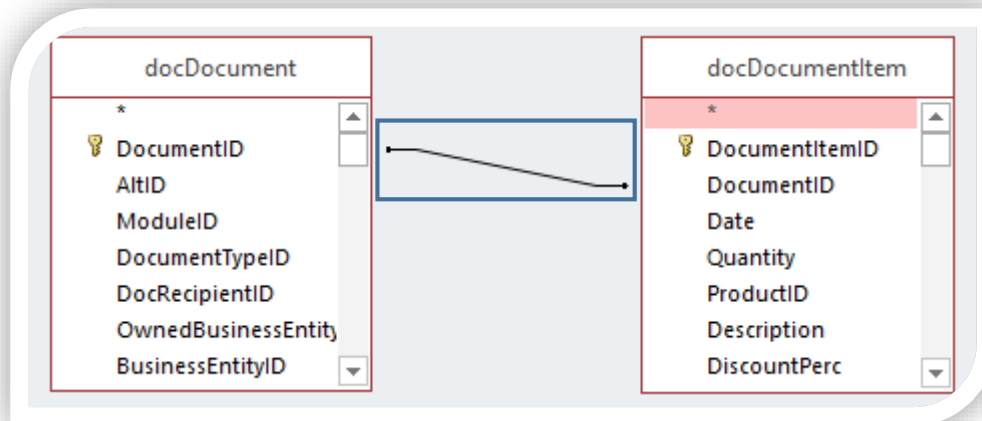 docDocument
*
DocumentID
AltID
ModuleID
DocumentTypeID
DocRecipientID
OwnedBusinessEntity
BusinessEntityID
docDocumentItem
*
DocumentItemID
DocumentID
Date
Quantity
ProductID
Description
DiscountPerc